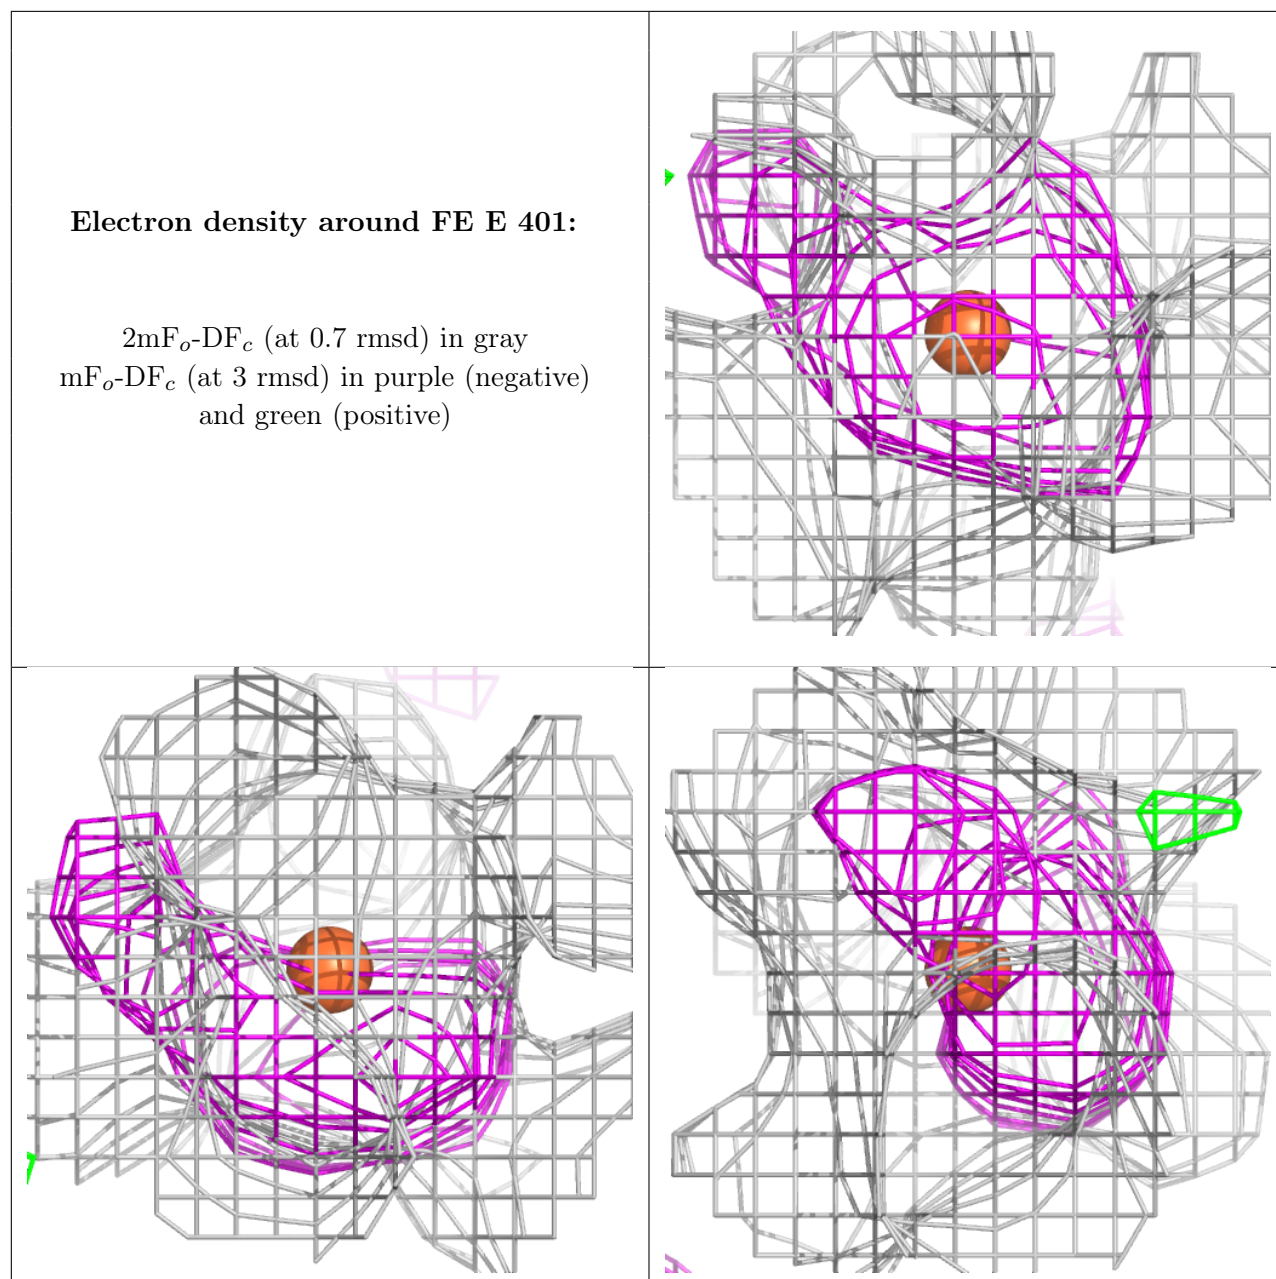 Electron density around FE E 401:
2mFo-DFc (at 0.7 rmsd) in gray
mFo-DFc (at 3 rmsd) in purple (negative)
and green (positive)